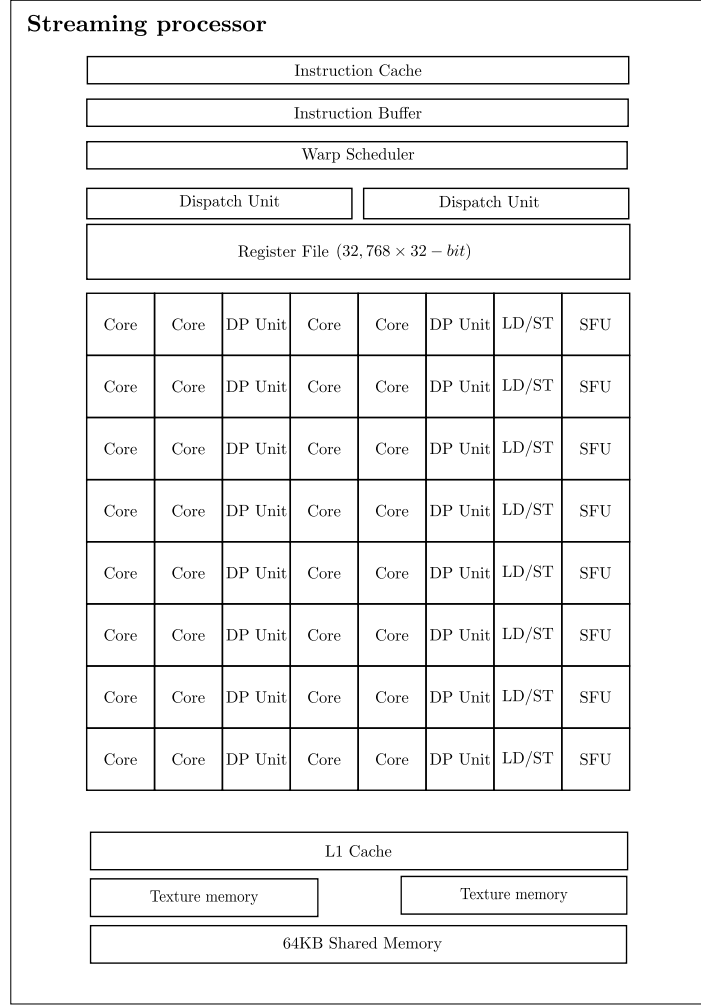 Streaming processor
Instruction Cache
Instruction Buffer
Warp Scheduler
Dispatch Unit Dispatch Unit
Register File (32, 768 × 32 − bit)
Core Core DP Unit Core Core DP Unit LD/ST SFU
Core Core DP Unit Core Core DP Unit LD/ST SFU
Core Core DP Unit Core Core DP Unit LD/ST SFU
Core Core DP Unit Core Core DP Unit LD/ST SFU
Core Core DP Unit Core Core DP Unit LD/ST SFU
Core Core DP Unit Core Core DP Unit LD/ST SFU
Core Core DP Unit Core Core DP Unit LD/ST SFU
Core Core DP Unit Core Core DP Unit LD/ST SFU
L1 Cache
Texture memory Texture memory
64KB Shared Memory